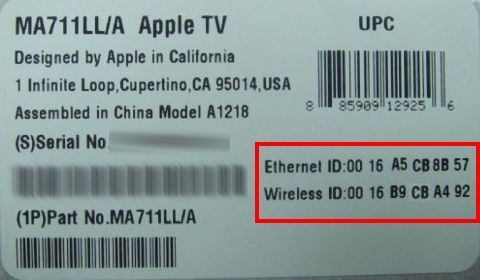 MA711LL/A Apple TV
UPC
Designed by Apple in California
1 Infinite Loop,Cupertino,CA 95014,USA
Assembled in China Model A1218
8 85909 12925 6
(S)Serial No.
Ethernet ID:00 16 A5 CB 8B 57
Wireless ID:00 16 B9 CB A4 92
(1P)Part No.MA711LL/A